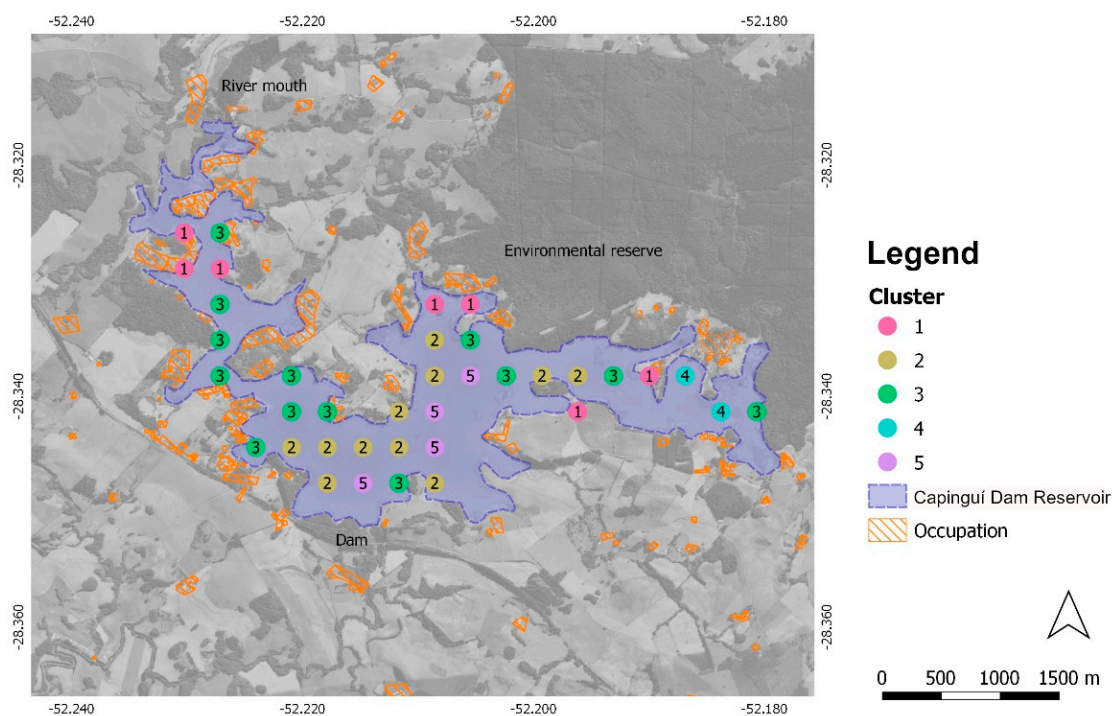 -52.240 -52.220 -52.200 -52.180
River mouth
-28.320 -28.320
1 3
Environmental reserve
1 1
3 1 1
3 2 3
3 3 2 5 3 2 2 3 1 4
-28.340 -28.340
3 3 2 5 1 4 3
3 2 2 2 2 5
2 5 3 2
Dam
-28.360 -28.360
-52.240 -52.220 -52.200 -52.180
Legend
Cluster
1
2
3
4
5
Capinguí Dam Reservoir
Occupation
0 500 1000 1500 m